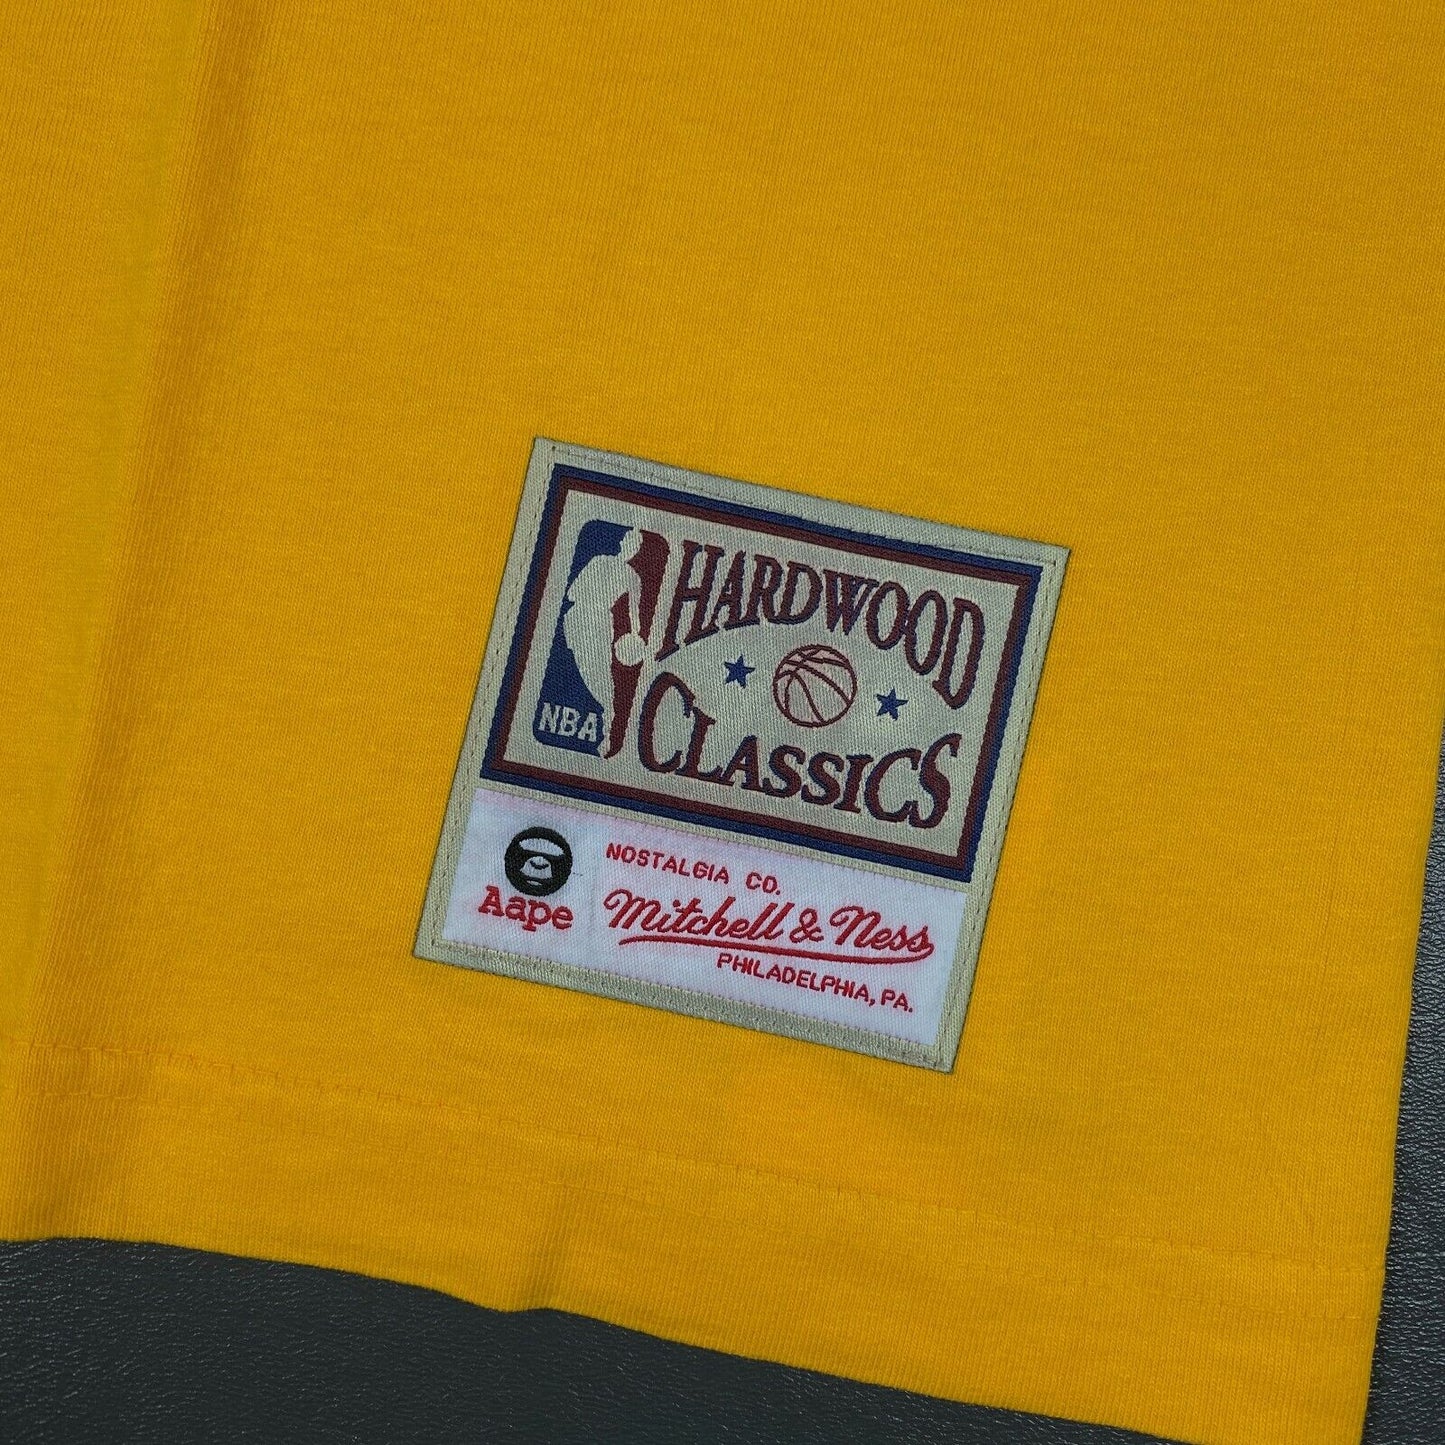 HARDWOOD
CLASSICS
NBA
Aape
NOSTALGIA CO.
Mitchell & Ness
PHILADELPHIA, PA.